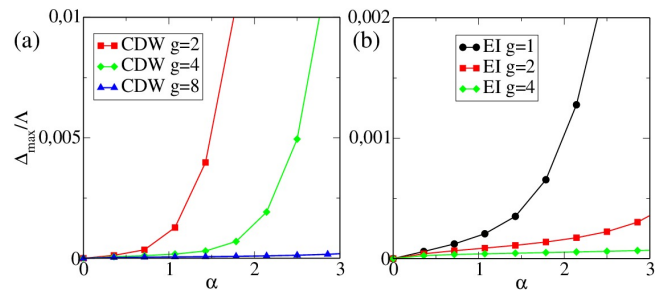 (a)
0,01
0,005
0
Δmax/Λ
CDW g=2
CDW g=4
CDW g=8
0 1 2 3
α
(b)
0,002
0,001
0
EI g=1
EI g=2
EI g=4
0 1 2 3
α